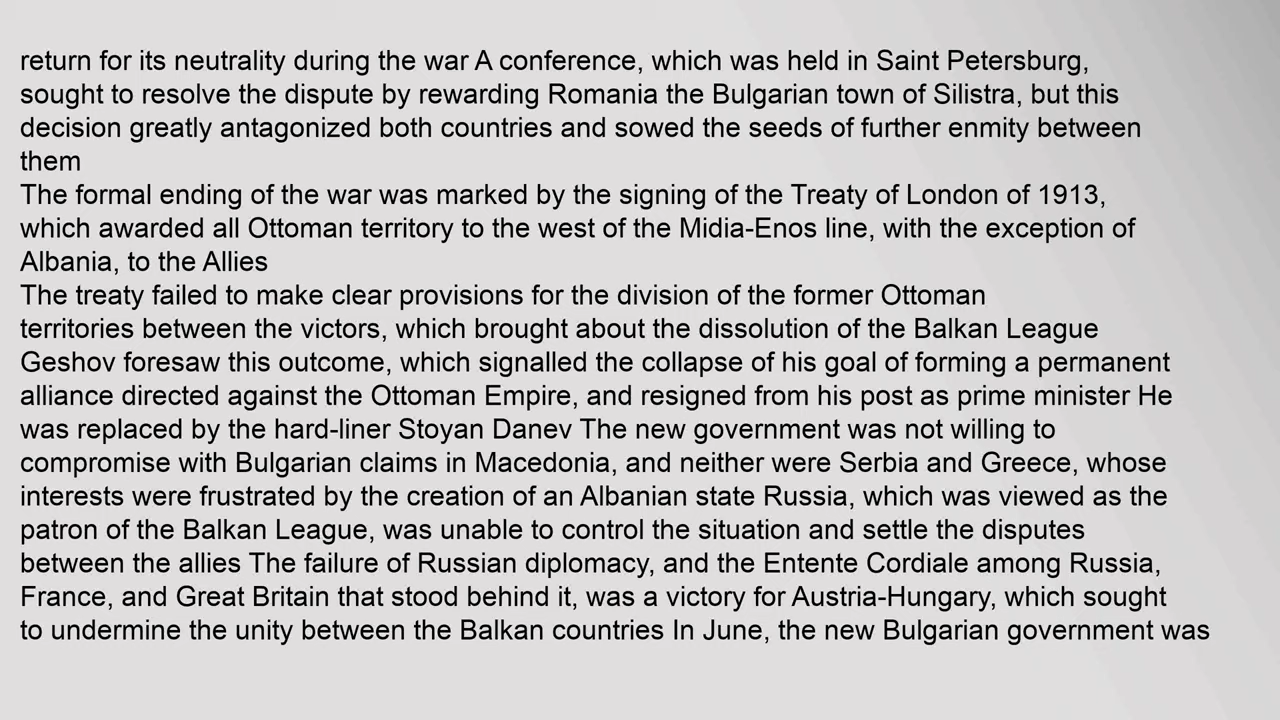 return for its neutrality during the war A conference, which was held in Saint Petersburg,
sought to resolve the dispute by rewarding Romania the Bulgarian town of Silistra, but this
decision greatly antagonized both countries and sowed the seeds of further enmity between
them
The formal ending of the war was marked by the signing of the Treaty of London of 1913,
which awarded all Ottoman territory to the west of the Midia-Enos line, with the exception of
Albania, to the Allies
The treaty failed to make clear provisions for the division of the former Ottoman
territories between the victors, which brought about the dissolution of the Balkan League
Geshov foresaw this outcome, which signalled the collapse of his goal of forming a permanent
alliance directed against the Ottoman Empire, and resigned from his post as prime minister He
was replaced by the hard-liner Stoyan Danev The new government was not willing to
compromise with Bulgarian claims in Macedonia, and neither were Serbia and Greece, whose
interests were frustrated by the creation of an Albanian state Russia, which was viewed as the
patron of the Balkan League, was unable to control the situation and settle the disputes
between the allies The failure of Russian diplomacy, and the Entente Cordiale among Russia,
France, and Great Britain that stood behind it, was a victory for Austria-Hungary, which sought
to undermine the unity between the Balkan countries In June, the new Bulgarian government was